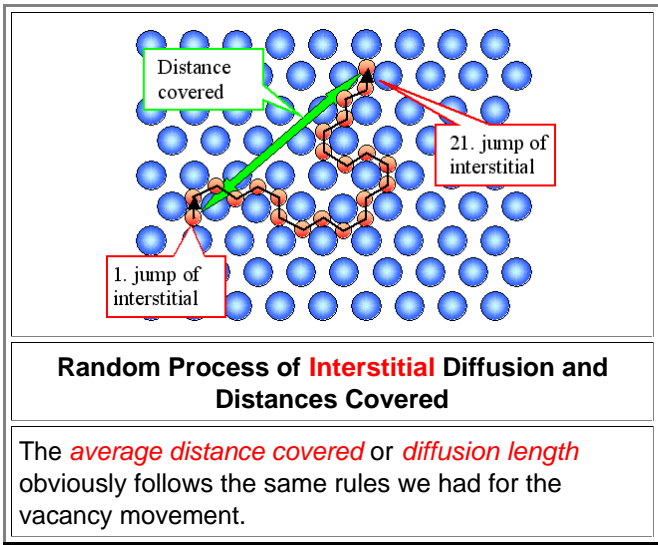 Distance
covered
21. jump of
interstitial
1. jump of
interstitial
Random Process of Interstitial Diffusion and
Distances Covered
The average distance covered or diffusion length
obviously follows the same rules we had for the
vacancy movement.